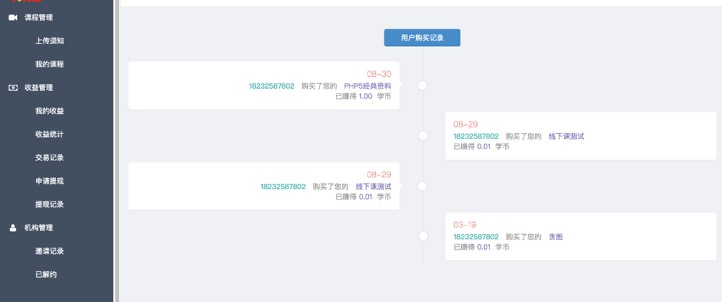 课程管理
上传须知
我的课程
收益管理
我的收益
收益统计
交易记录
申请提现
提现记录
机构管理
邀请记录
已解约
用户购买记录
08-30
18232587802 购买了您的 PHP5经典资料
已赚得 1.00 学币
08-29
18232587802 购买了您的 线下课测试
已赚得 0.01 学币
08-29
18232587802 购买了您的 线下课测试
已赚得 0.01 学币
03-19
18232587802 购买了您的 贪图
已赚得 0.01 学币